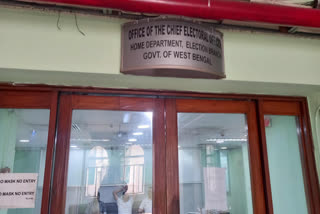 OFFICE OF THE CHIEF ELECTORAL OFFICER
HOME DEPARTMENT, ELECTION BRANCH
GOVT. OF WEST BENGAL
NO MASK NO ENTRY
MASK NO ENTRY